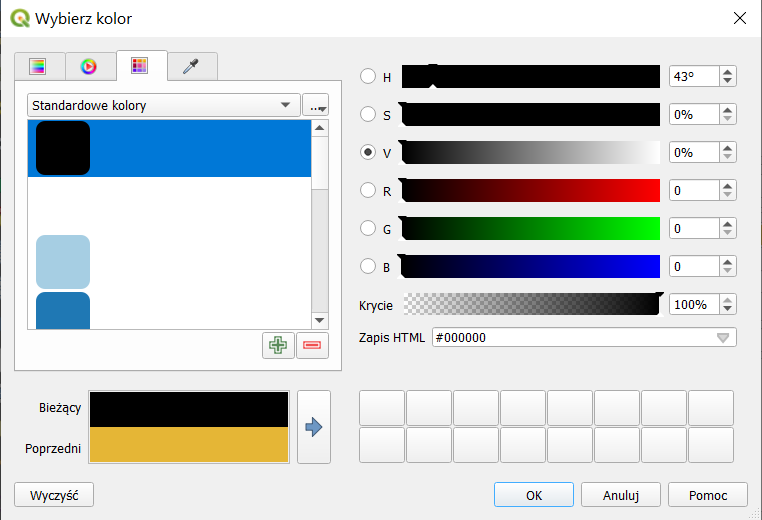 Wybierz kolor
Standardowe kolory
...
H 43°
S 0%
V 0%
R 0
G 0
B 0
Krycie 100%
Zapis HTML #000000
Bieżący
Poprzedni
Wyczyść
OK Anuluj Pomoc